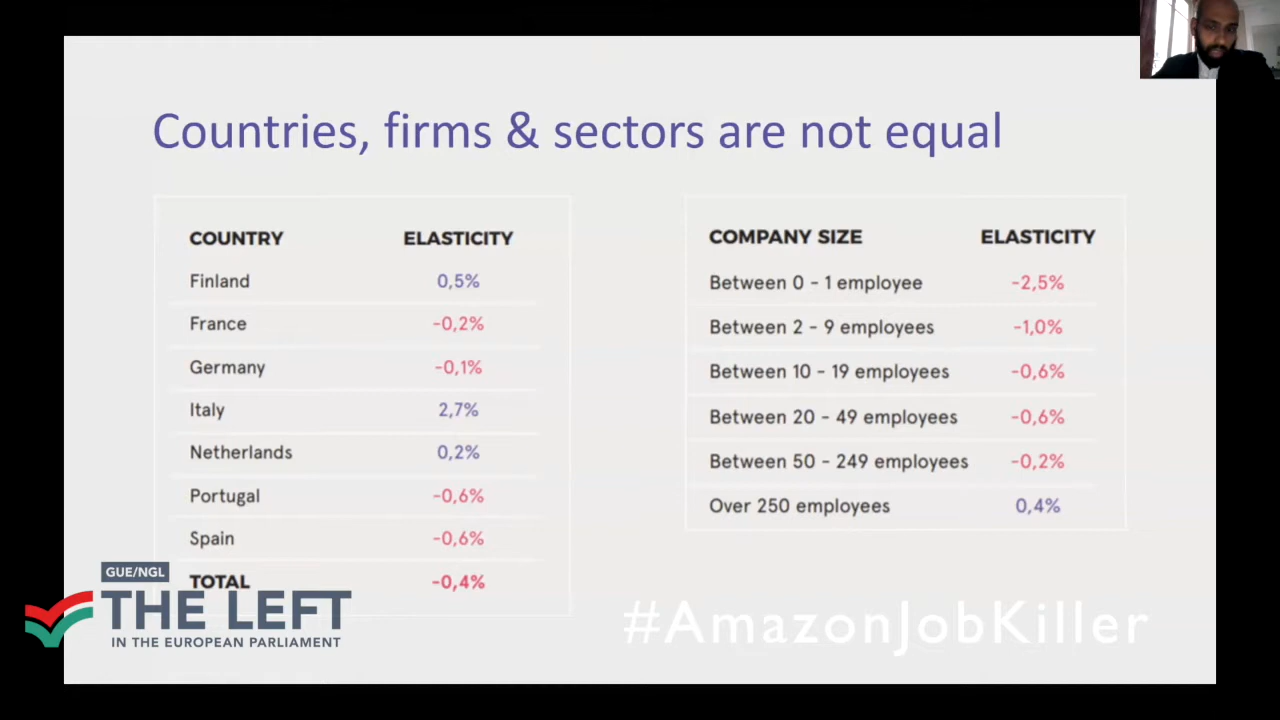 Countries, firms & sectors are not equal
COUNTRY ELASTICITY
Finland 0,5%
France -0,2%
Germany -0,1%
Italy 2,7%
Netherlands 0,2%
Portugal -0,6%
Spain -0,6%
TOTAL -0,4%
COMPANY SIZE ELASTICITY
Between 0 - 1 employee -2,5%
Between 2 - 9 employees -1,0%
Between 10 - 19 employees -0,6%
Between 20 - 49 employees -0,6%
Between 50 - 249 employees -0,2%
Over 250 employees 0,4%
GUE/NGL
THE LEFT
IN THE EUROPEAN PARLIAMENT
#AmazonJobKiller